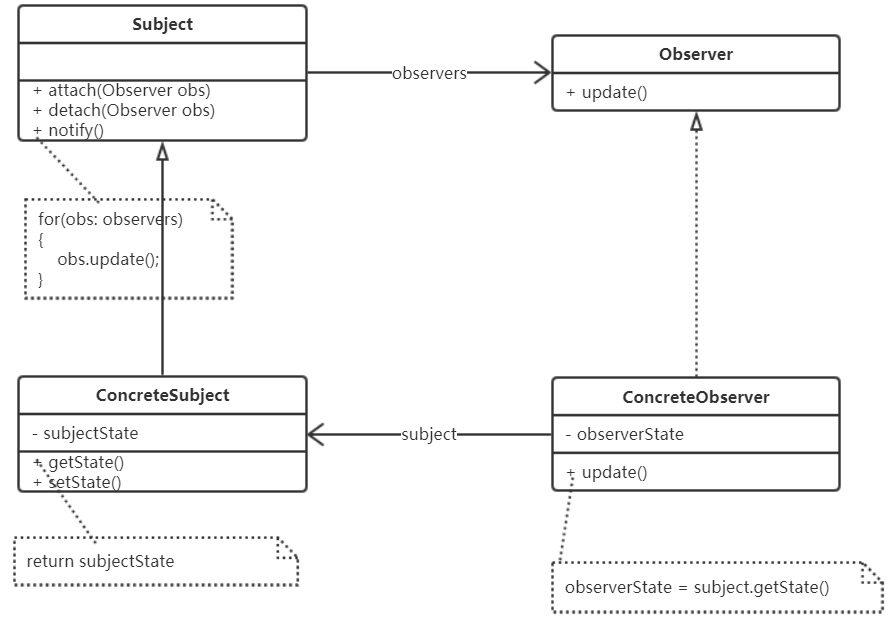 Subject
+ attach(Observer obs)
+ detach(Observer obs)
+ notify()
observers
Observer
+ update()
for(obs: observers)
{
obs.update();
}
ConcreteSubject
- subjectState
+ getState()
+ setState()
subject
ConcreteObserver
- observerState
+ update()
return subjectState
observerState = subject.getState()